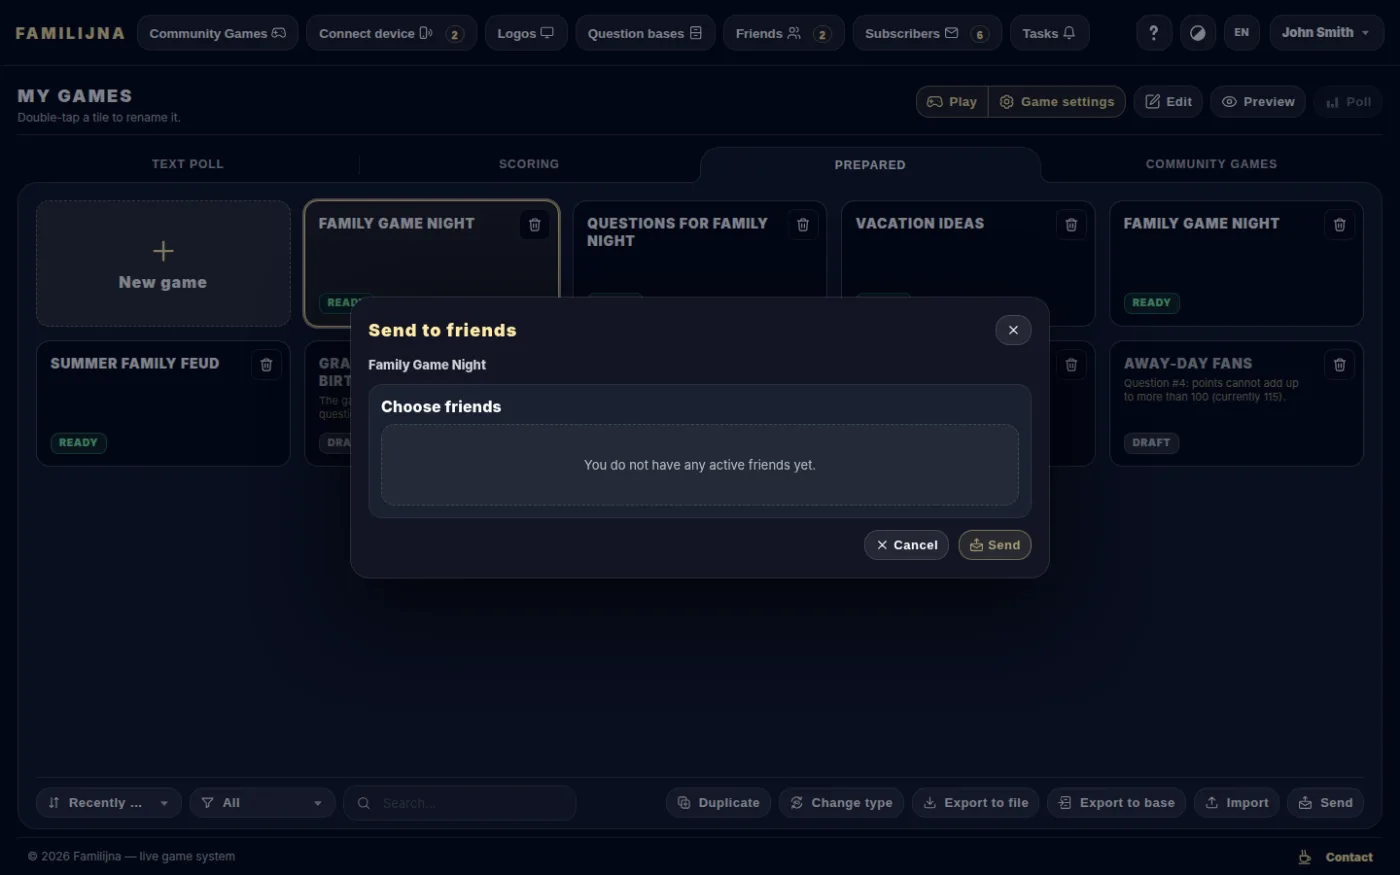 FAMILIJNA
Community Games
Connect device 2
Logos
Question bases
Friends 2
Subscribers 6
Tasks
?
EN
John Smith
MY GAMES
Double-tap a tile to rename it.
Play
Game settings
Edit
Preview
Poll
TEXT POLL
SCORING
PREPARED
COMMUNITY GAMES
New game
FAMILY GAME NIGHT
READY
QUESTIONS FOR FAMILY
NIGHT
VACATION IDEAS
FAMILY GAME NIGHT
READY
SUMMER FAMILY FEUD
READY
AWAY-DAY FANS
Question #4: points cannot add up
to more than 100 (currently 115).
DRAFT
Send to friends
Family Game Night
Choose friends
You do not have any active friends yet.
Cancel
Send
Recently ...
All
Search...
Duplicate
Change type
Export to file
Export to base
Import
Send
© 2026 Familijna — live game system
Contact